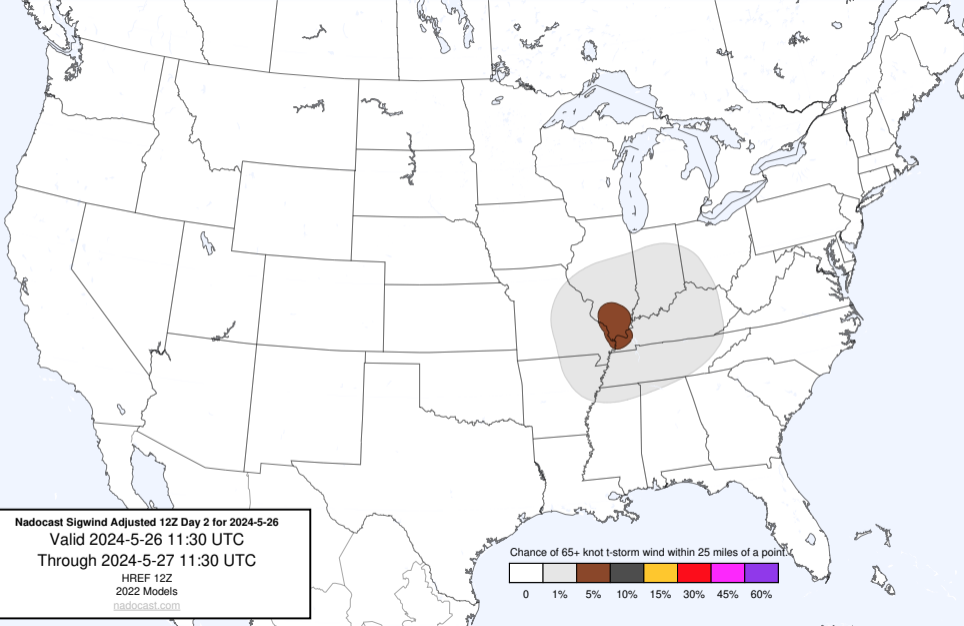 Nadocast Sigwind Adjusted 12Z Day 2 for 2024-5-26
Valid 2024-5-26 11:30 UTC
Through 2024-5-27 11:30 UTC
HREF 12Z
2022 Models
nadocast.com
Chance of 65+ knot t-storm wind within 25 miles of a point.
0 1% 5% 10% 15% 30% 45% 60%